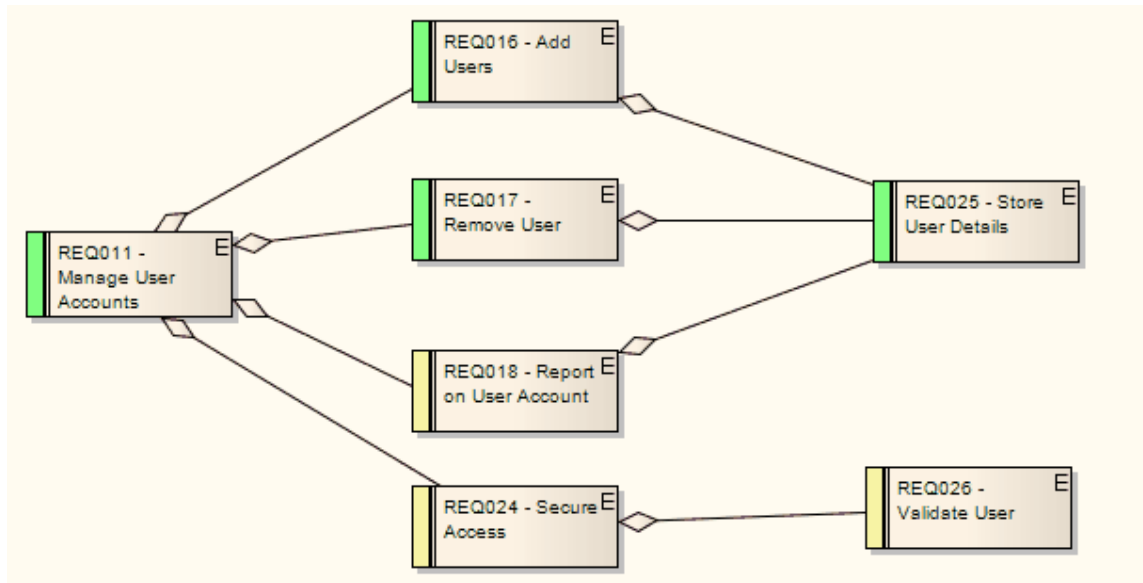 REQ016 - Add
Users
E
REQ017 -
Remove User
E
REQ025 - Store
User Details
E
REQ011 -
Manage User
Accounts
E
REQ018 - Report
on User Account
E
REQ024 - Secure
Access
E
REQ026 -
Validate User
E